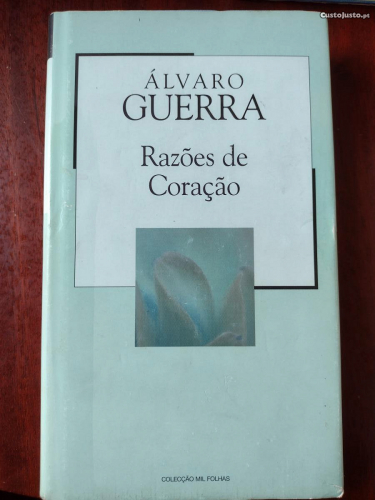 CustoJusto.pt
ÁLVARO
GUERRA
Razões de
Coração
COLECÇÃO MIL FOLHAS